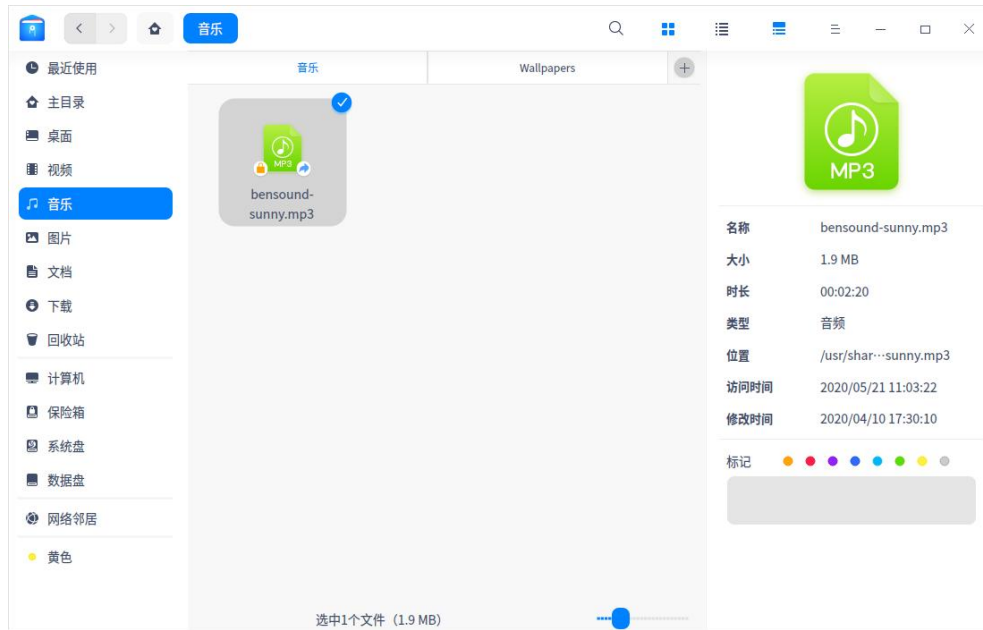 音乐
最近使用
主目录
桌面
视频
音乐
图片
文档
下载
回收站
计算机
保险箱
系统盘
数据盘
网络邻居
黄色
音乐 Wallpapers
MP3
bensound-
sunny.mp3
选中1个文件（1.9 MB）
MP3
名称 bensound-sunny.mp3
大小 1.9 MB
时长 00:02:20
类型 音频
位置 /usr/shar···sunny.mp3
访问时间 2020/05/21 11:03:22
修改时间 2020/04/10 17:30:10
标记